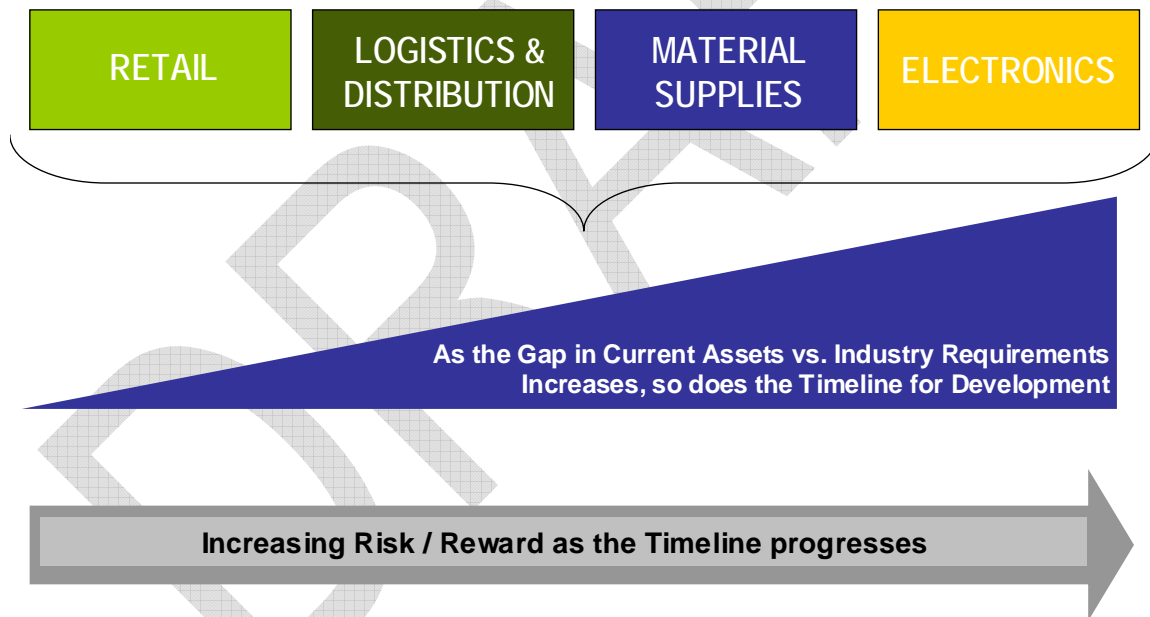 RETAIL
LOGISTICS &
DISTRIBUTION
MATERIAL
SUPPLIES
ELECTRONICS
As the Gap in Current Assets vs. Industry Requirements
Increases, so does the Timeline for Development
Increasing Risk / Reward as the Timeline progresses
DRA